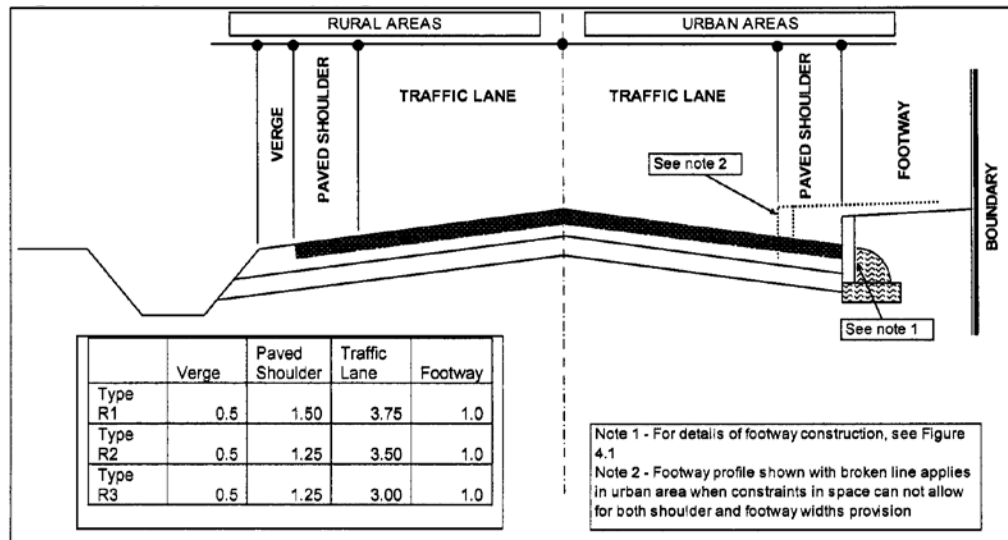 RURAL AREAS
URBAN AREAS
VERGE
PAVED SHOULDER
TRAFFIC LANE
TRAFFIC LANE
PAVED SHOULDER
FOOTWAY
BOUNDARY
See note 2
See note 1
Verge Paved Shoulder Traffic Lane Footway
Type R1 0.5 1.50 3.75 1.0
Type R2 0.5 1.25 3.50 1.0
Type R3 0.5 1.25 3.00 1.0
Note 1 - For details of footway construction, see Figure
4.1
Note 2 - Footway profile shown with broken line applies
in urban area when constraints in space can not allow
for both shoulder and footway widths provision